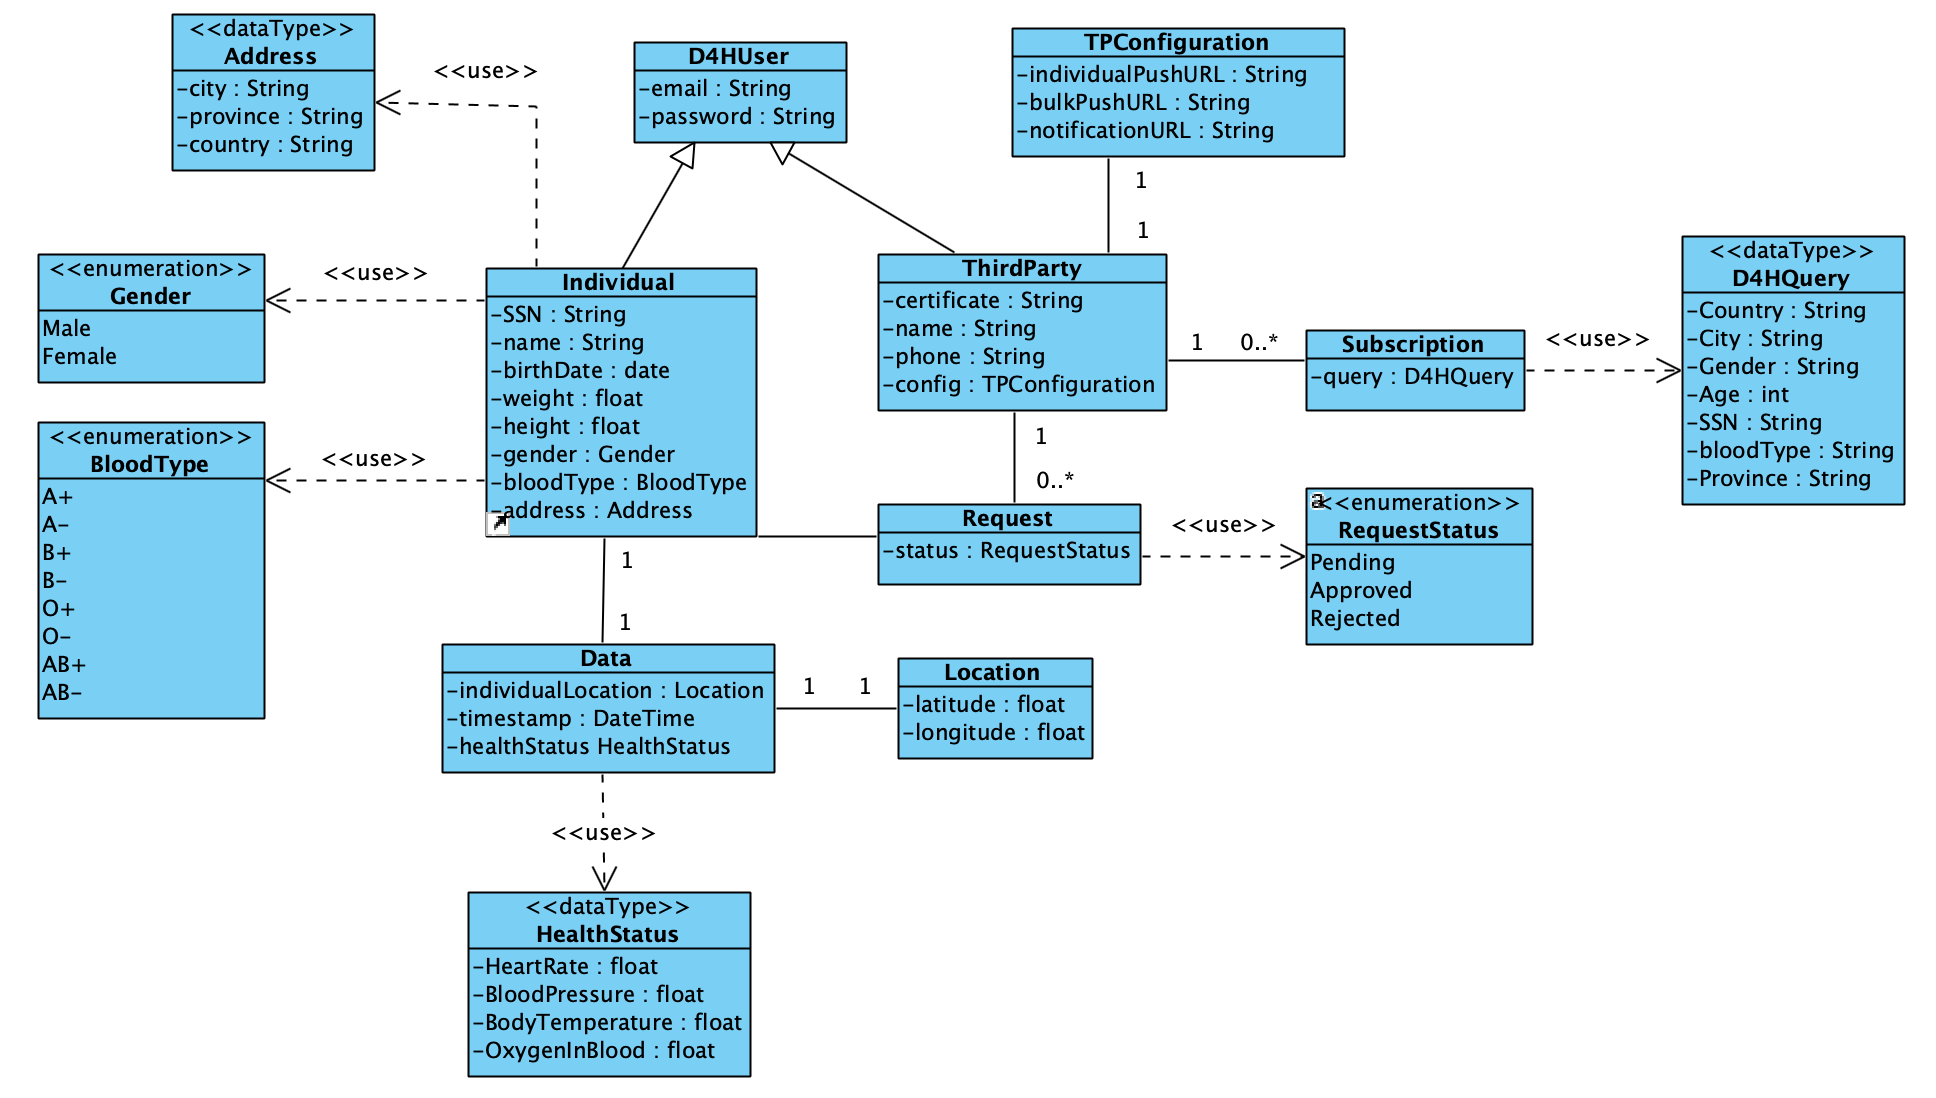 <<dataType>>
Address
-city : String
-province : String
-country : String
<<use>>
D4HUser
-email : String
-password : String
TPConfiguration
-individualPushURL : String
-bulkPushURL : String
-notificationURL : String
1
1
<<enumeration>>
Gender
Male
Female
<<use>>
Individual
-SSN : String
-name : String
-birthDate : date
-weight : float
-height : float
-gender : Gender
-bloodType : BloodType
-address : Address
ThirdParty
-certificate : String
-name : String
-phone : String
-config : TPConfiguration
1 0..*
Subscription
-query : D4HQuery
<<use>>
<<dataType>>
D4HQuery
-Country : String
-City : String
-Gender : String
-Age : int
-SSN : String
-bloodType : String
-Province : String
<<enumeration>>
BloodType
A+
A-
B+
B-
O+
O-
AB+
AB-
<<use>>
1
0..*
Request
-status : RequestStatus
<<use>>
a
<<enumeration>>
RequestStatus
Pending
Approved
Rejected
1
1
Data
-individualLocation : Location
-timestamp : DateTime
-healthStatus HealthStatus
1 1
Location
-latitude : float
-longitude : float
<<use>>
<<dataType>>
HealthStatus
-HeartRate : float
-BloodPressure : float
-BodyTemperature : float
-OxygenInBlood : float